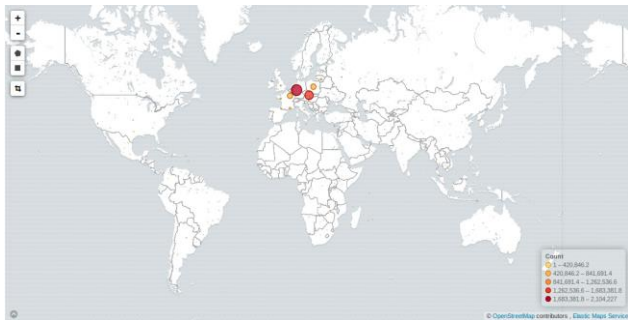 +
-
Count
1 – 420,846.2
420,846.2 – 841,691.4
841,691.4 – 1,262,536.6
1,262,536.6 – 1,683,381.8
1,683,381.8 – 2,104,227
© OpenStreetMap contributors , Elastic Maps Service